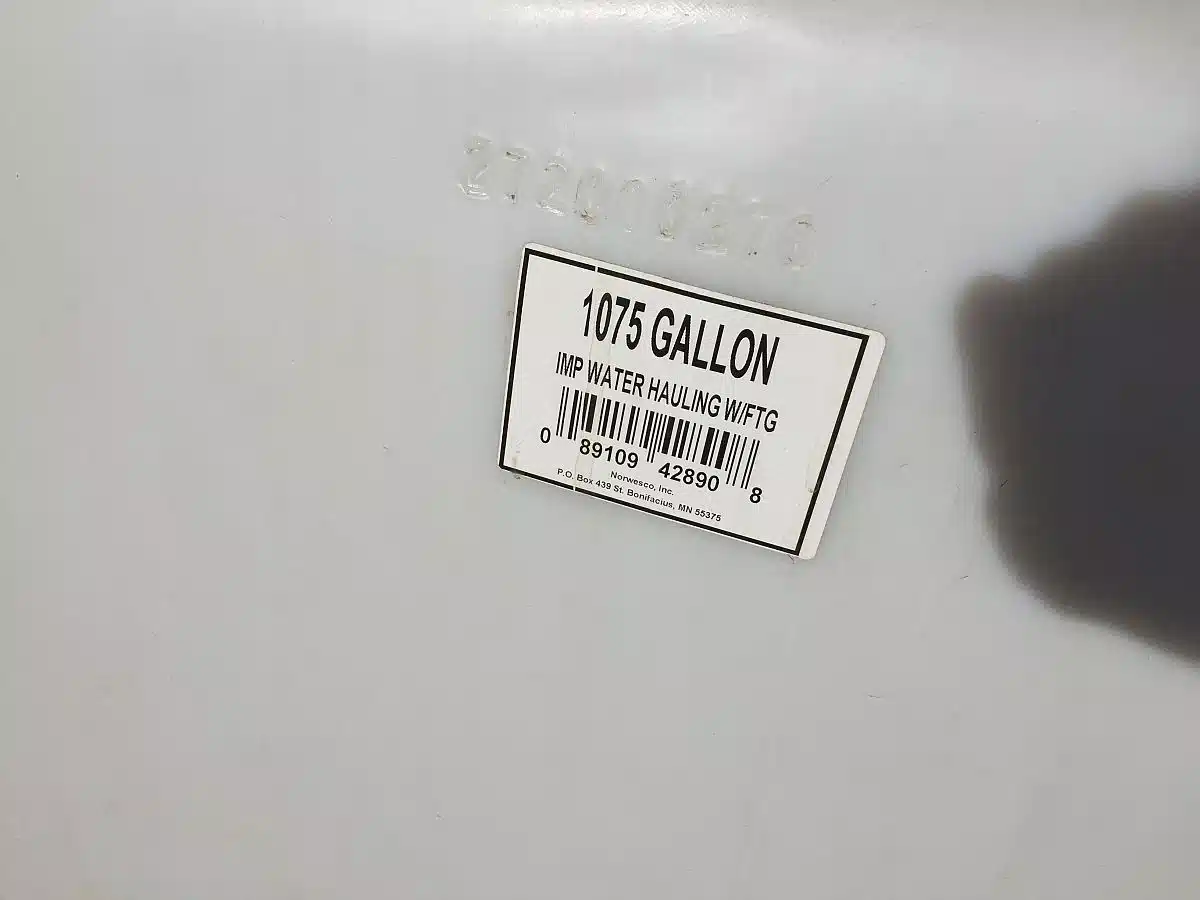 1075 GALLON
IMP WATER HAULING W/FTG
0 89109 42890 8
Norwesco, Inc.
P.O. Box 439 St. Bonifacius, MN 55375